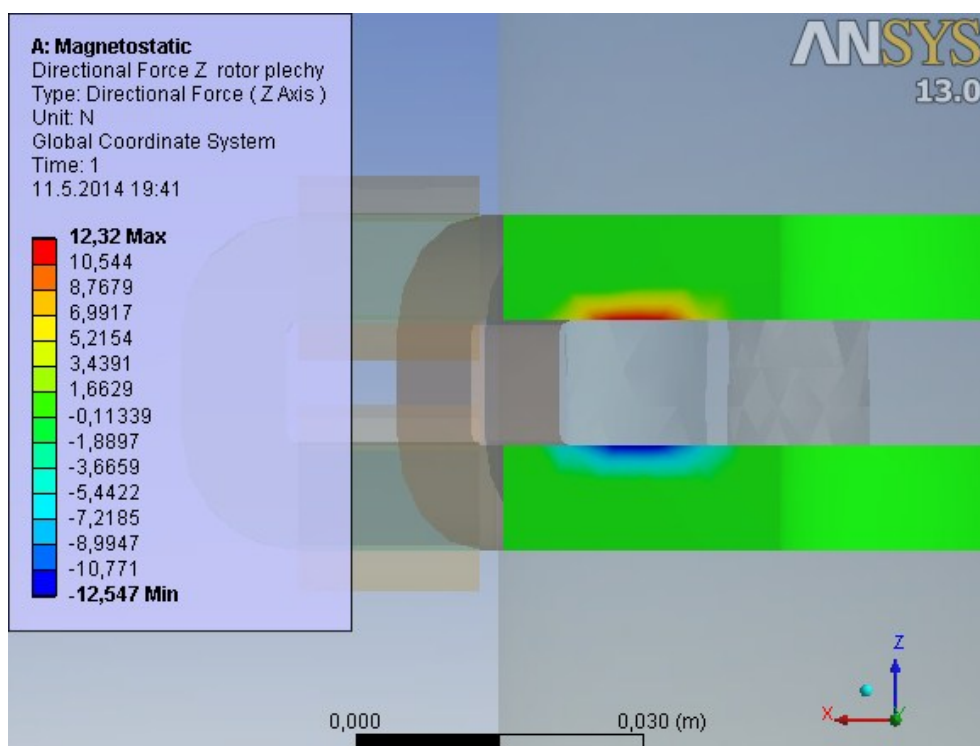 A: Magnetostatic
Directional Force Z rotor plechy
Type: Directional Force ( Z Axis )
Unit: N
Global Coordinate System
Time: 1
11.5.2014 19:41
12,32 Max
10,544
8,7679
6,9917
5,2154
3,4391
1,6629
-0,11339
-1,8897
-3,6659
-5,4422
-7,2185
-8,9947
-10,771
-12,547 Min
ANSYS
13.0
Z
X
Y
0,000
0,030 (m)